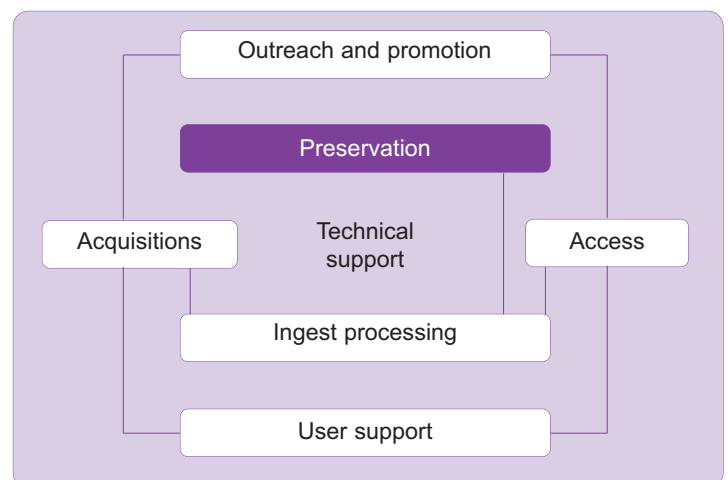 Outreach and promotion
Preservation
Acquisitions
Technical
support
Access
Ingest processing
User support